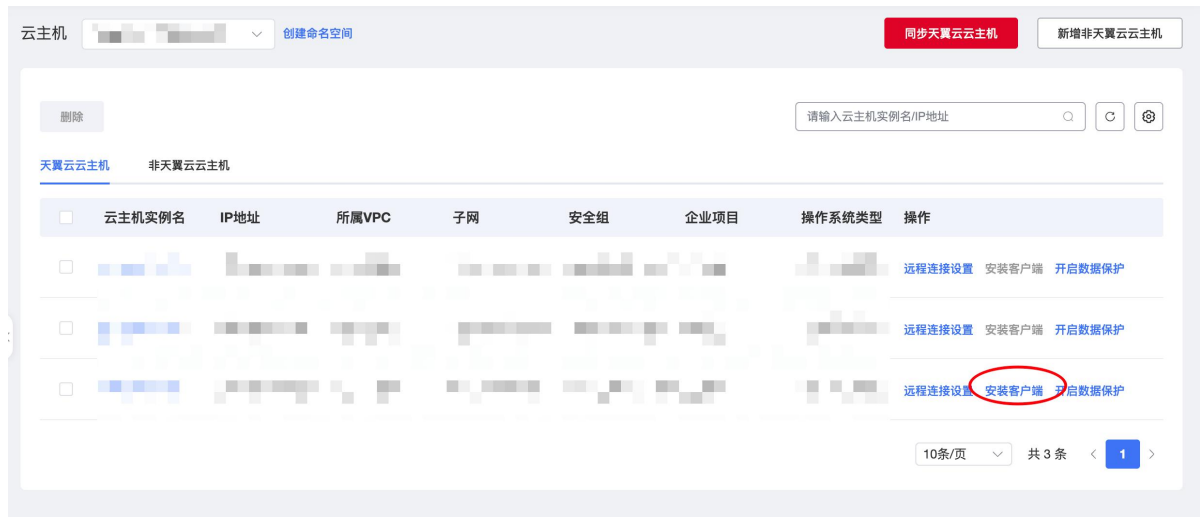 云主机 创建命名空间 同步天翼云云主机 新增非天翼云云主机
删除 请输入云主机实例名/IP地址
天翼云云主机 非天翼云云主机
云主机实例名 IP地址 所属VPC 子网 安全组 企业项目 操作系统类型 操作
远程连接设置 安装客户端 开启数据保护
远程连接设置 安装客户端 开启数据保护
远程连接设置 安装客户端 开启数据保护
10条/页 共 3 条 1